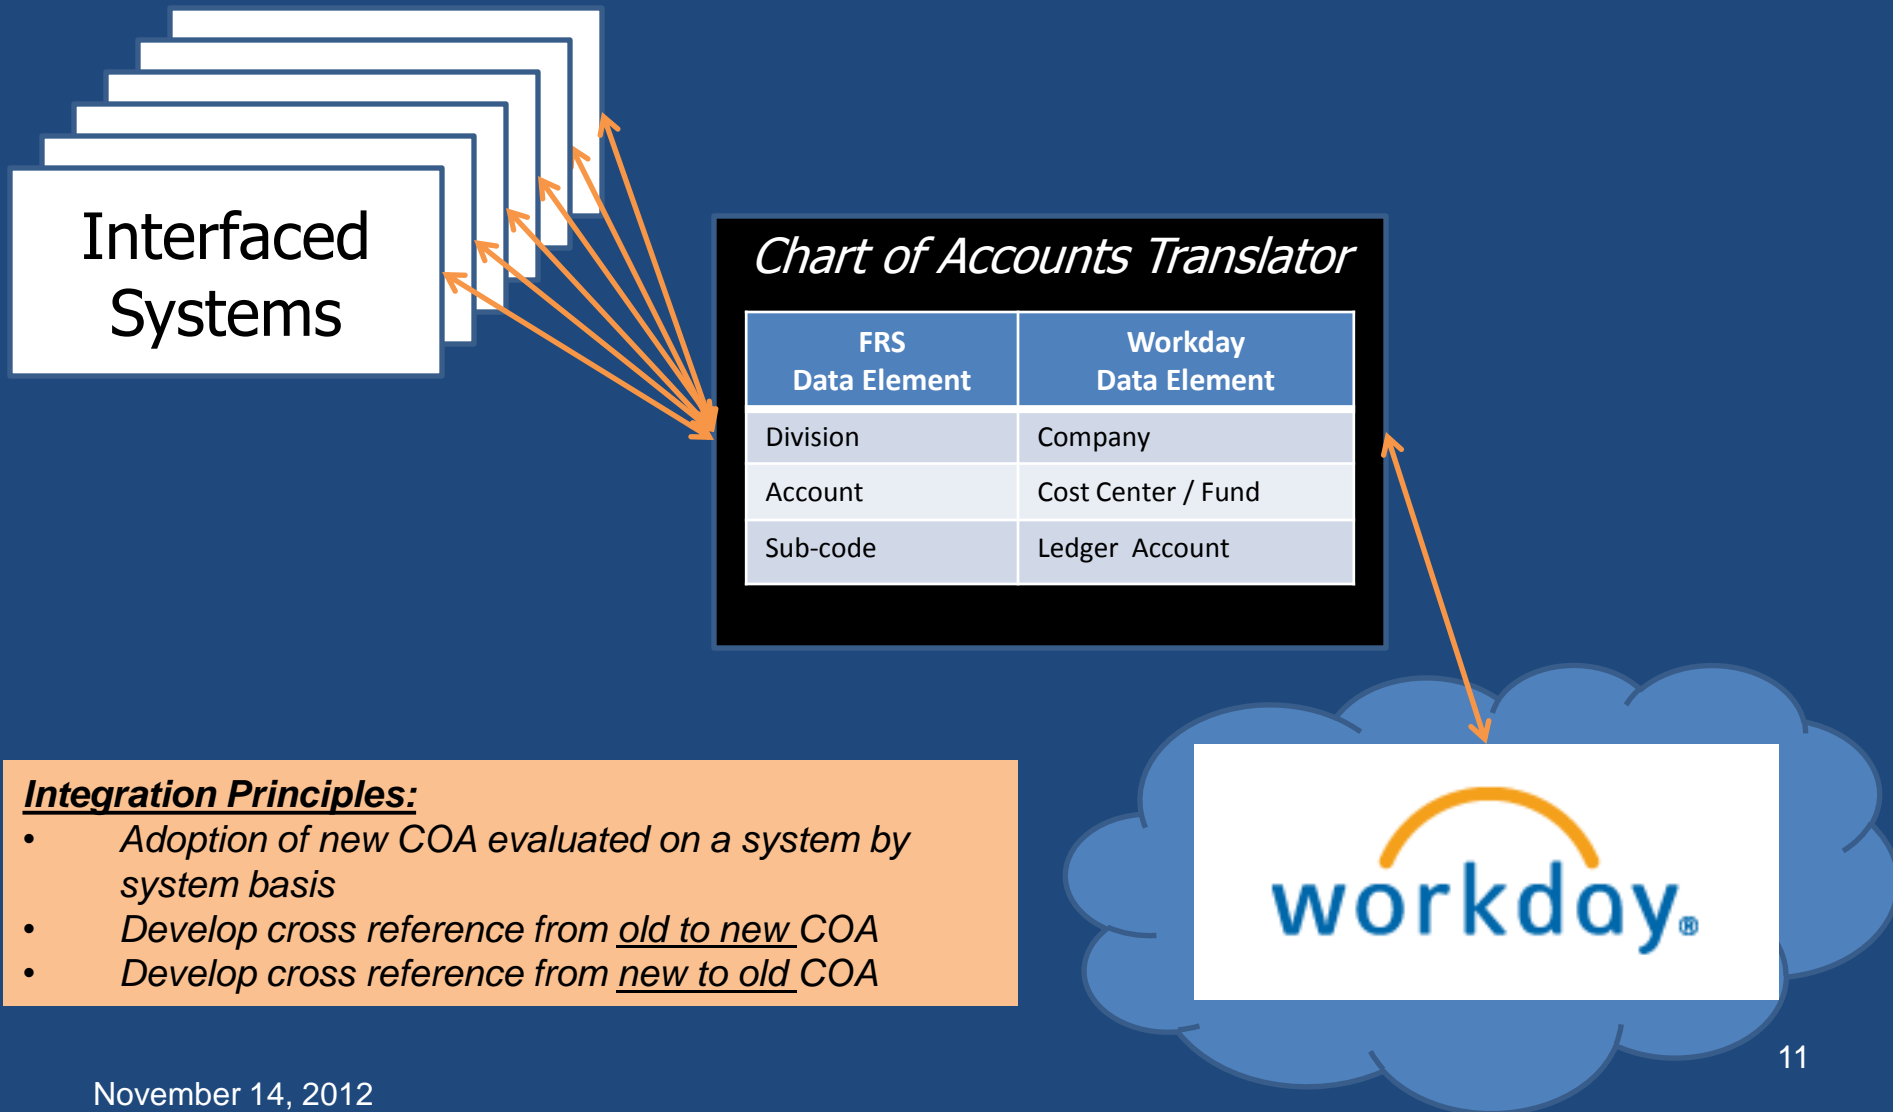 Interfaced
Systems
Chart of Accounts Translator
FRS
Data Element
Workday
Data Element
Division
Company
Account
Cost Center / Fund
Sub-code
Ledger Account
Integration Principles:
• Adoption of new COA evaluated on a system by
system basis
• Develop cross reference from old to new COA
• Develop cross reference from new to old COA
workday®
11
November 14, 2012